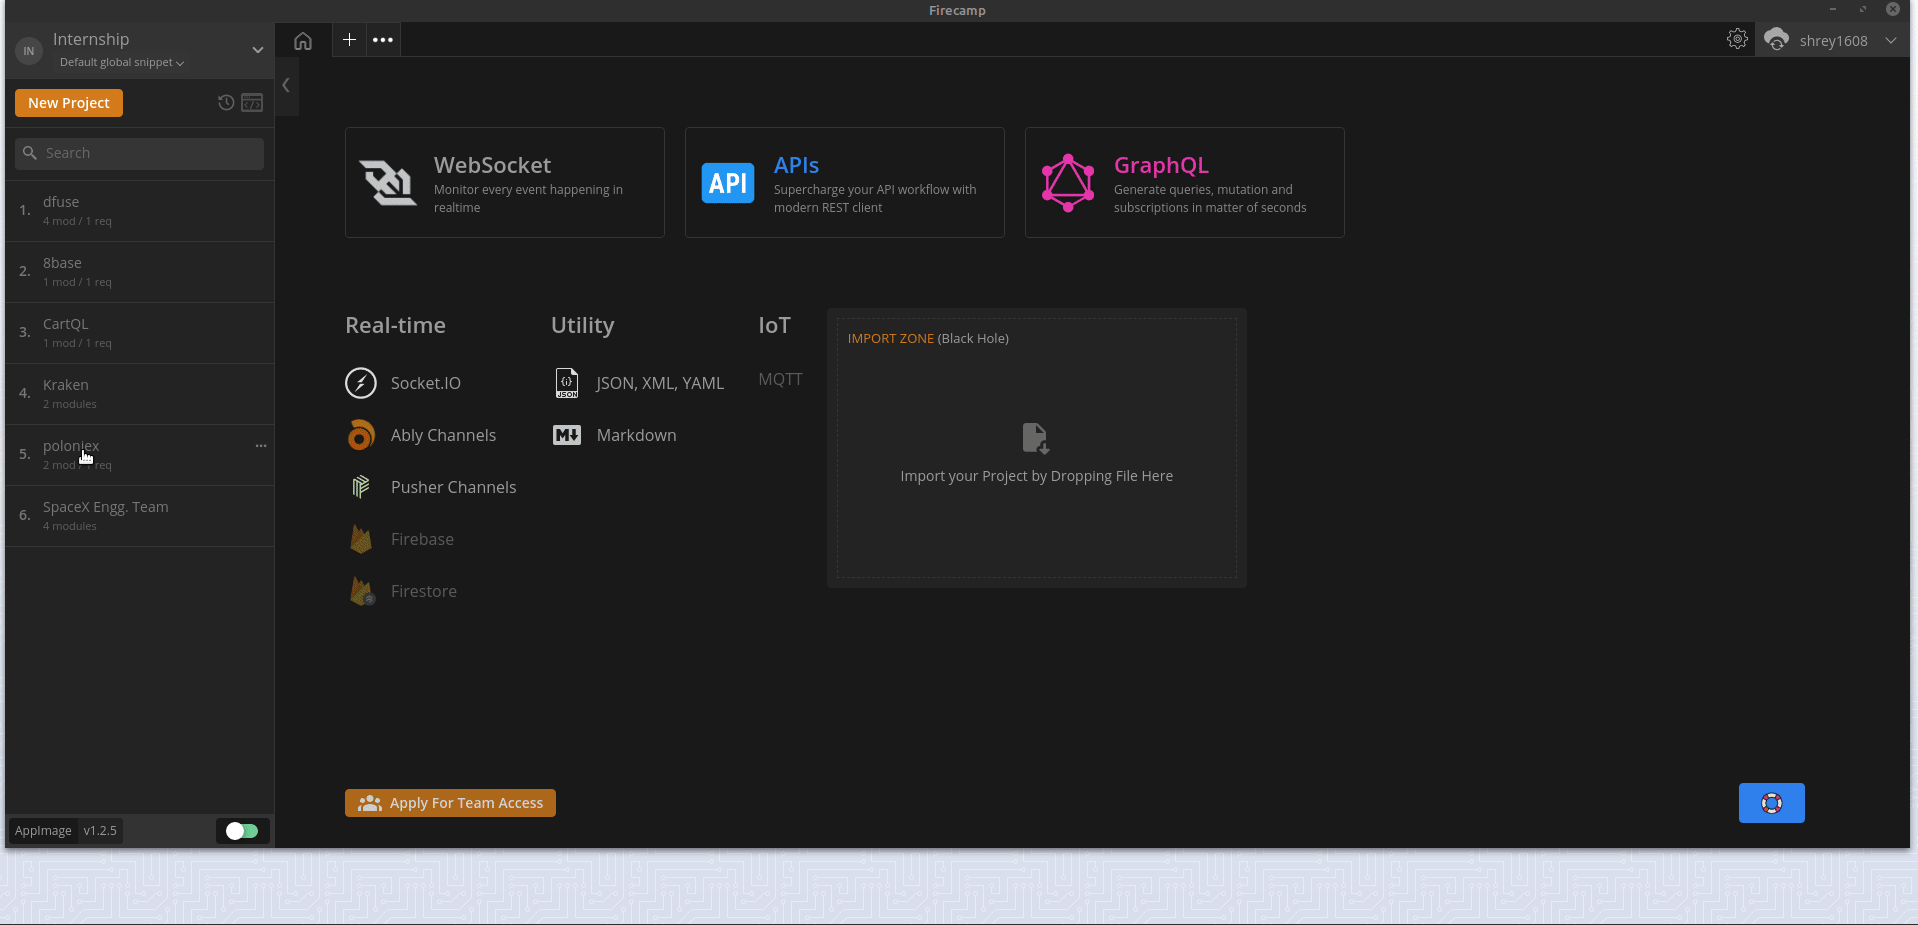 Firecamp
IN
Internship
Default global snippet
shrey1608
New Project
Search
1.
dfuse
4 mod / 1 req
2.
8base
1 mod / 1 req
3.
CartQL
1 mod / 1 req
4.
Kraken
2 modules
5.
poloniex
2 mod / 1 req
6.
SpaceX Engg. Team
4 modules
AppImage
v1.2.5
WebSocket
Monitor every event happening in
realtime
API
APIs
Supercharge your API workflow with
modern REST client
GraphQL
Generate queries, mutation and
subscriptions in matter of seconds
Real-time
Socket.IO
Ably Channels
Pusher Channels
Firebase
Firestore
Utility
{i}
JSON
JSON, XML, YAML
M
Markdown
IoT
MQTT
IMPORT ZONE (Black Hole)
Import your Project by Dropping File Here
Apply For Team Access